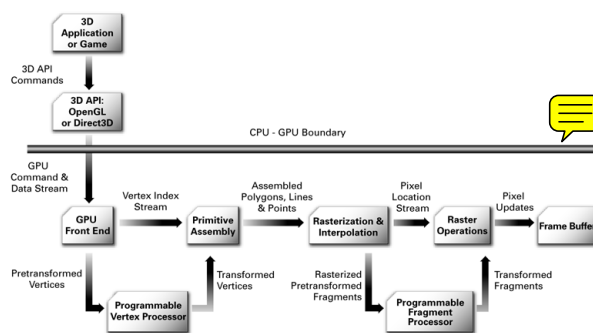 3D
Application
or Game
3D API
Commands
3D API:
OpenGL
or Direct3D
CPU - GPU Boundary
GPU
Command &
Data Stream
Vertex Index
Stream
Assembled
Polygons, Lines
& Points
Pixel
Location
Stream
Pixel
Updates
GPU
Front End
Primitive
Assembly
Rasterization &
Interpolation
Raster
Operations
Frame Buffer
Pretransformed
Vertices
Transformed
Vertices
Rasterized
Pretransformed
Fragments
Transformed
Fragments
Programmable
Vertex Processor
Programmable
Fragment
Processor